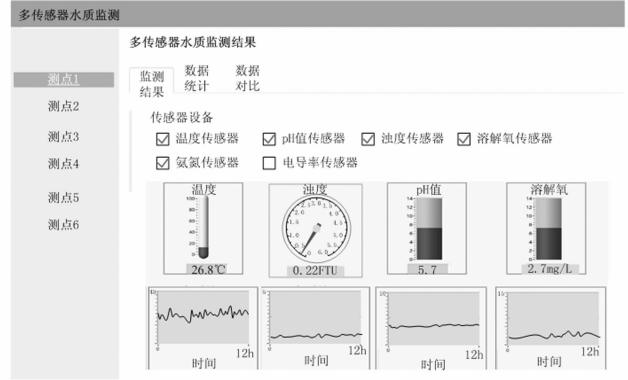 多传感器水质监测
多传感器水质监测结果
测点1
测点2
测点3
测点4
测点5
测点6
监测结果
数据统计
数据对比
传感器设备
温度传感器 pH值传感器 浊度传感器 溶解氧传感器
氨氮传感器 电导率传感器
温度 浊度 pH值 溶解氧
26.8℃ 0.22FTU 5.7 2.7mg/L
12h 12h 12h 12h
时间 时间 时间 时间